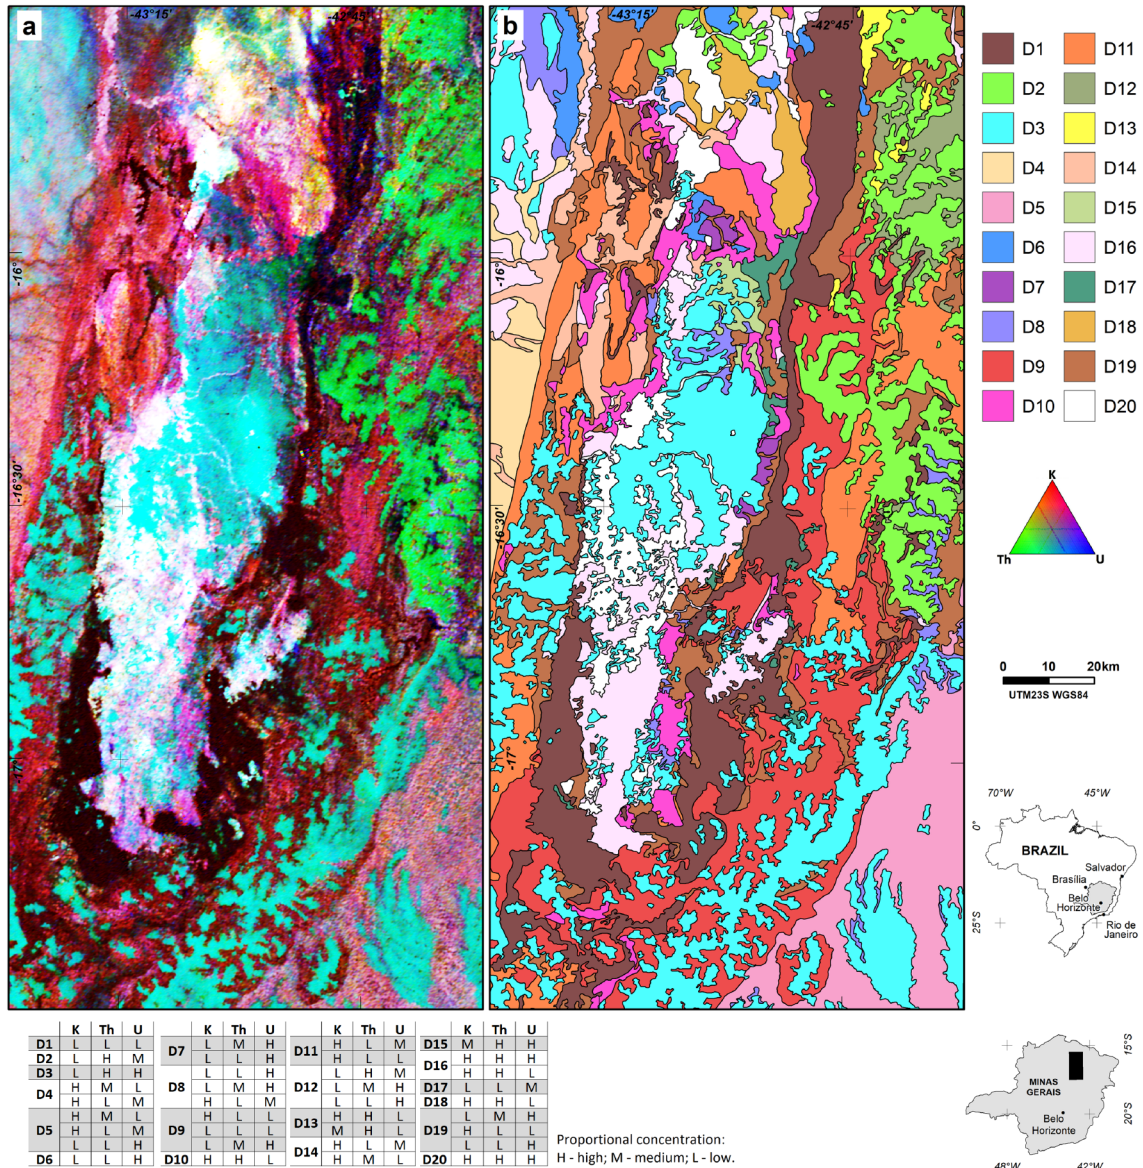 a
-43°15'
-42°45'
-16°
-16°30'
-17°
b
-43°15'
-42°45'
-16°
-16°30'
-17°
D1 D11
D2 D12
D3 D13
D4 D14
D5 D15
D6 D16
D7 D17
D8 D18
D9 D19
D10 D20
K
Th U
0 10 20km
UTM23S WGS84
70°W 45°W
0°
25°S
BRAZIL
Salvador
Brasília
Belo
Horizonte
Rio de
Janeiro
15°S
20°S
MINAS
GERAIS
Belo
Horizonte
48°W 42°W
K Th U
D1 L L L
D2 L H M
D3 L H H
D4 H M L
H L M
D5 H M L
H L M
L L H
D6 L L H
K Th U
D7 L M H
L L H
D8 L L H
L M H
H L M
D9 H L L
L L L
L M H
D10 H H L
K Th U
D11 H L M
H L L
D12 L H M
L M H
L L H
D13 H H L
M H L
D14 H L M
H M L
K Th U
D15 M H H
D16 H H H
H H L
D17 L L M
D18 H H L
D19 L M H
H L L
L L H
D20 H H H
Proportional concentration:
H - high; M - medium; L - low.